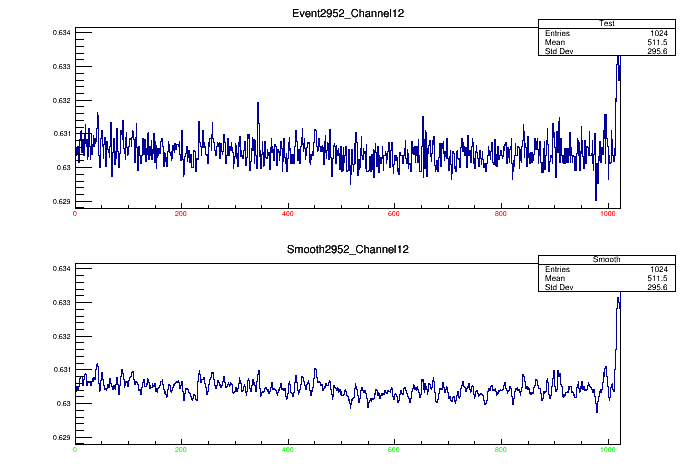 Event2952_Channel12
Test
Entries 1024
Mean 511.5
Std Dev 295.6
0.634
0.633
0.632
0.631
0.63
0.629
0 200 400 600 800 1000
Smooth2952_Channel12
Smooth
Entries 1024
Mean 511.5
Std Dev 295.6
0.634
0.633
0.632
0.631
0.63
0.629
0 200 400 600 800 1000